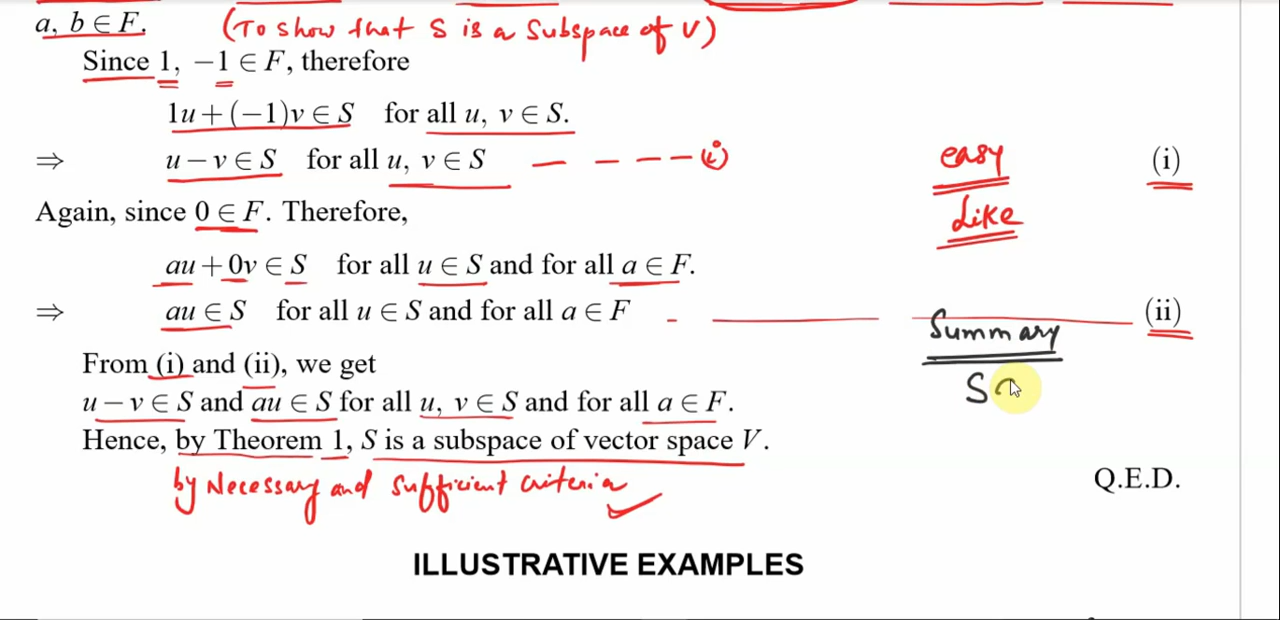 a, b ∈ F. (To show that S is a Subspace of V)
Since 1, −1 ∈ F, therefore
1u + (−1)v ∈ S for all u, v ∈ S.
⇒ u − v ∈ S for all u, v ∈ S — — — — (i) easy (i)
Again, since 0 ∈ F. Therefore, Like
au + 0v ∈ S for all u ∈ S and for all a ∈ F.
⇒ au ∈ S for all u ∈ S and for all a ∈ F (ii)
Summary
From (i) and (ii), we get
u − v ∈ S and au ∈ S for all u, v ∈ S and for all a ∈ F. S
Hence, by Theorem 1, S is a subspace of vector space V.
by Necessary and Sufficient Criteria
Q.E.D.
ILLUSTRATIVE EXAMPLES